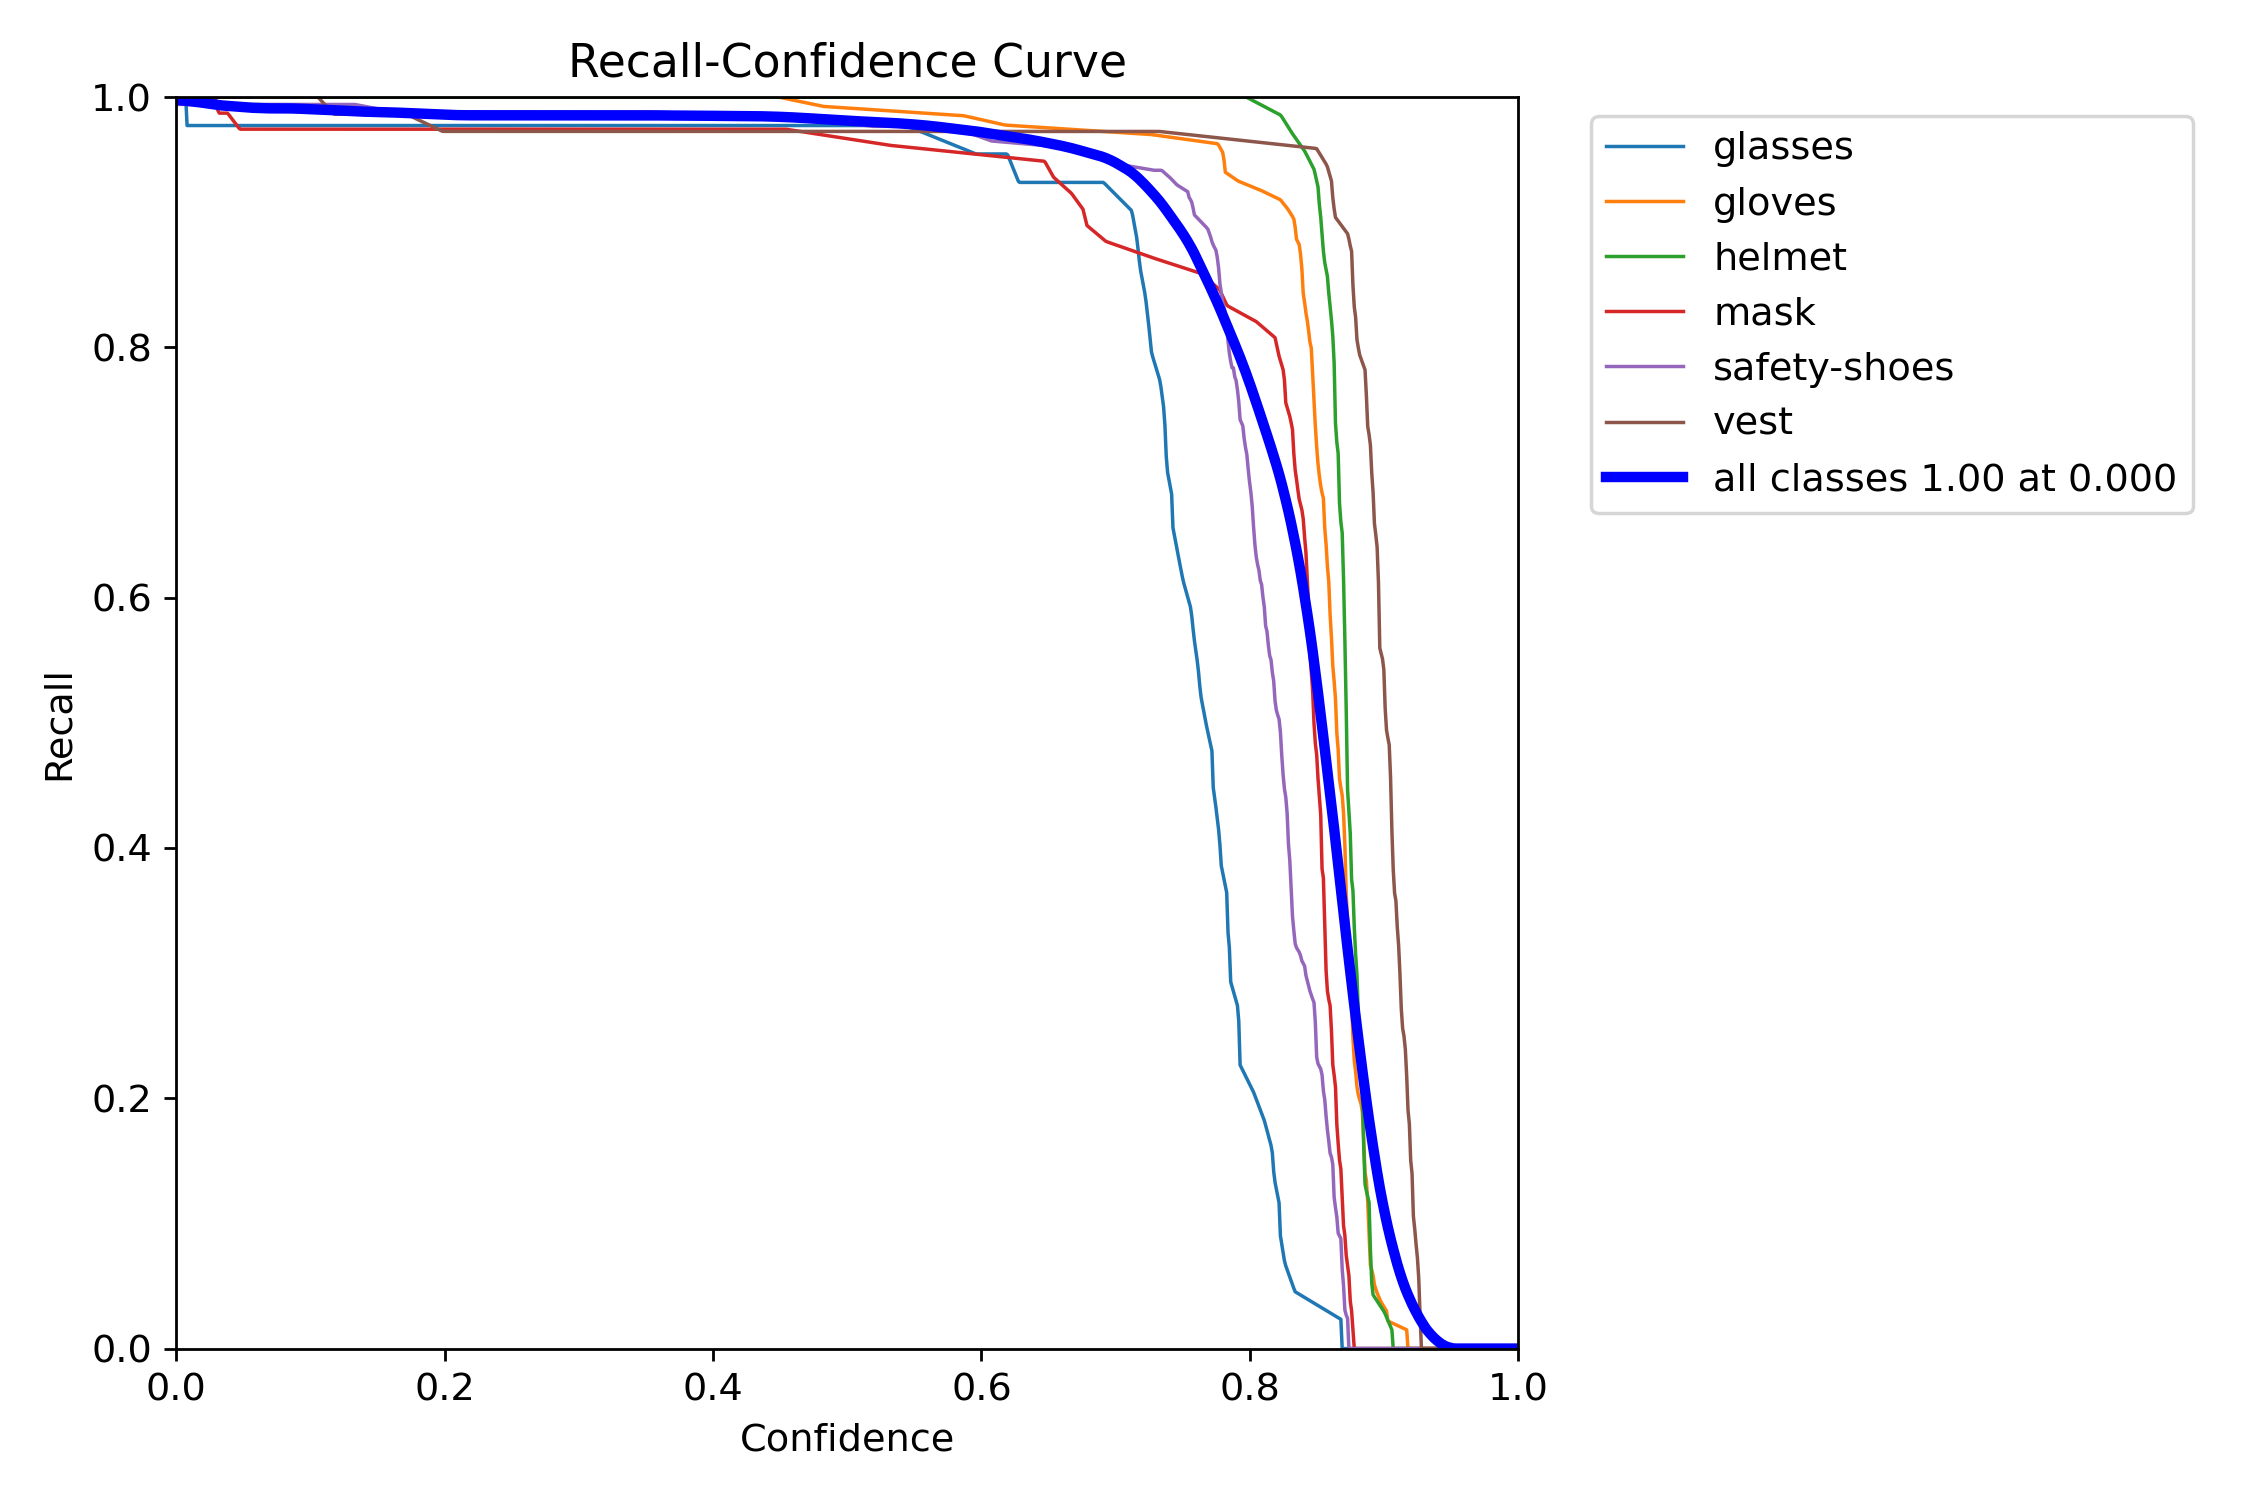 Recall-Confidence Curve
1.0
0.8
0.6
0.4
0.2
0.0
Recall
0.0 0.2 0.4 0.6 0.8 1.0
Confidence
glasses
gloves
helmet
mask
safety-shoes
vest
all classes 1.00 at 0.000